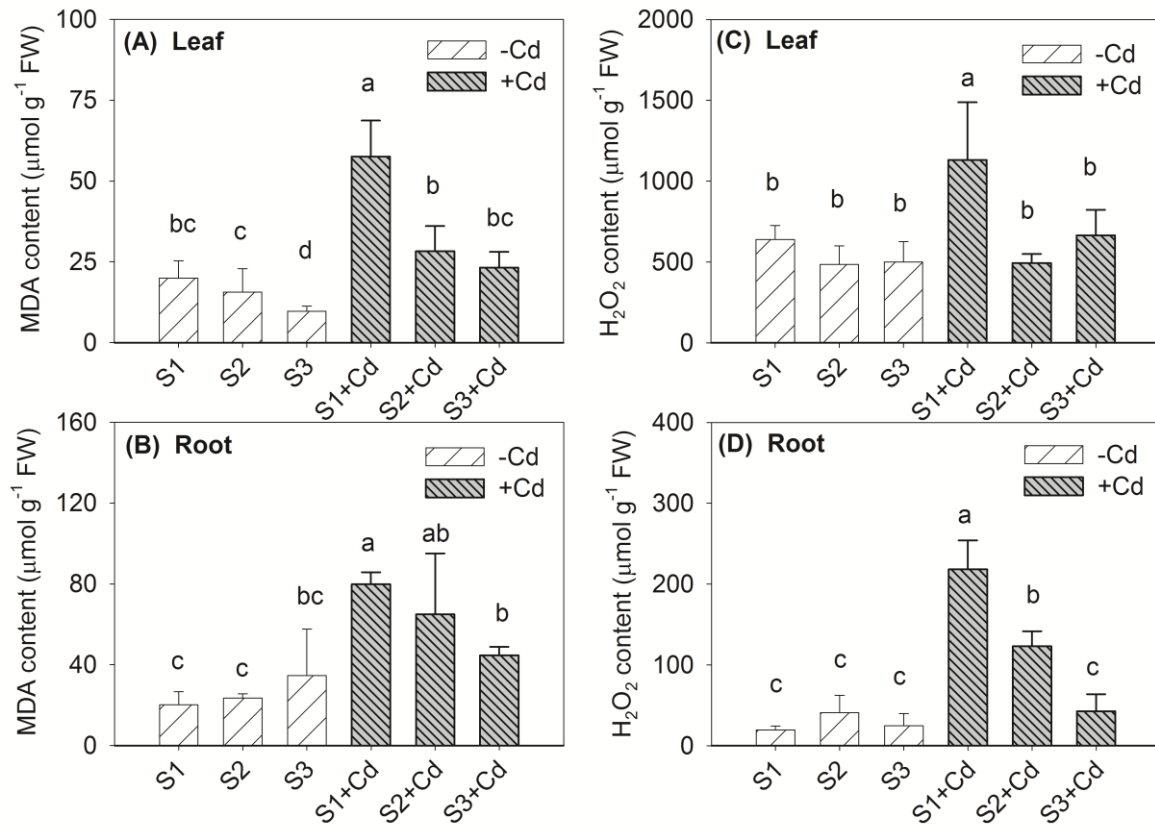 (A) Leaf
-Cd
+Cd
MDA content (μmol g⁻¹ FW)
100
75
50
25
0
bc
c
d
a
b
bc
S1
S2
S3
S1+Cd
S2+Cd
S3+Cd
(C) Leaf
-Cd
+Cd
H₂O₂ content (μmol g⁻¹ FW)
2000
1500
1000
500
0
b
b
b
a
b
b
S1
S2
S3
S1+Cd
S2+Cd
S3+Cd
(B) Root
-Cd
+Cd
MDA content (μmol g⁻¹ FW)
160
120
80
40
0
c
c
bc
a
ab
b
S1
S2
S3
S1+Cd
S2+Cd
S3+Cd
(D) Root
-Cd
+Cd
H₂O₂ content (μmol g⁻¹ FW)
400
300
200
100
0
c
c
c
a
b
c
S1
S2
S3
S1+Cd
S2+Cd
S3+Cd